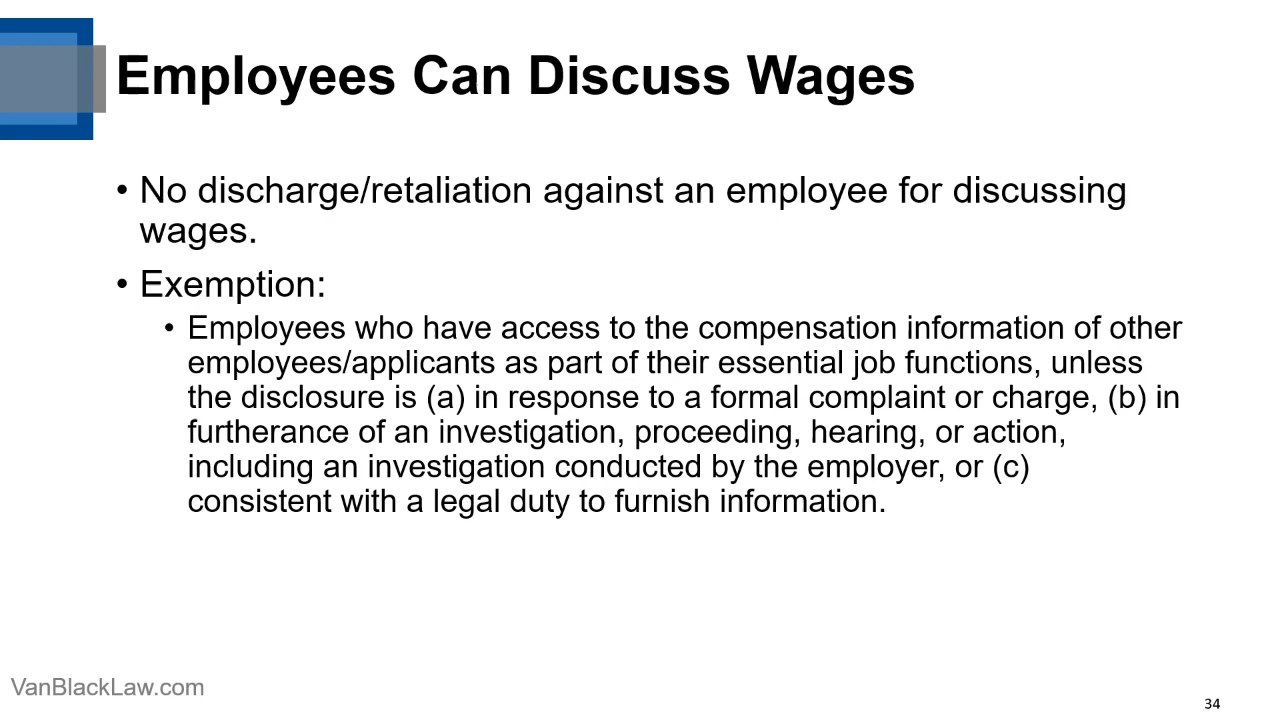 Employees Can Discuss Wages
• No discharge/retaliation against an employee for discussing
wages.
• Exemption:
• Employees who have access to the compensation information of other
employees/applicants as part of their essential job functions, unless
the disclosure is (a) in response to a formal complaint or charge, (b) in
furtherance of an investigation, proceeding, hearing, or action,
including an investigation conducted by the employer, or (c)
consistent with a legal duty to furnish information.
VanBlackLaw.com
34